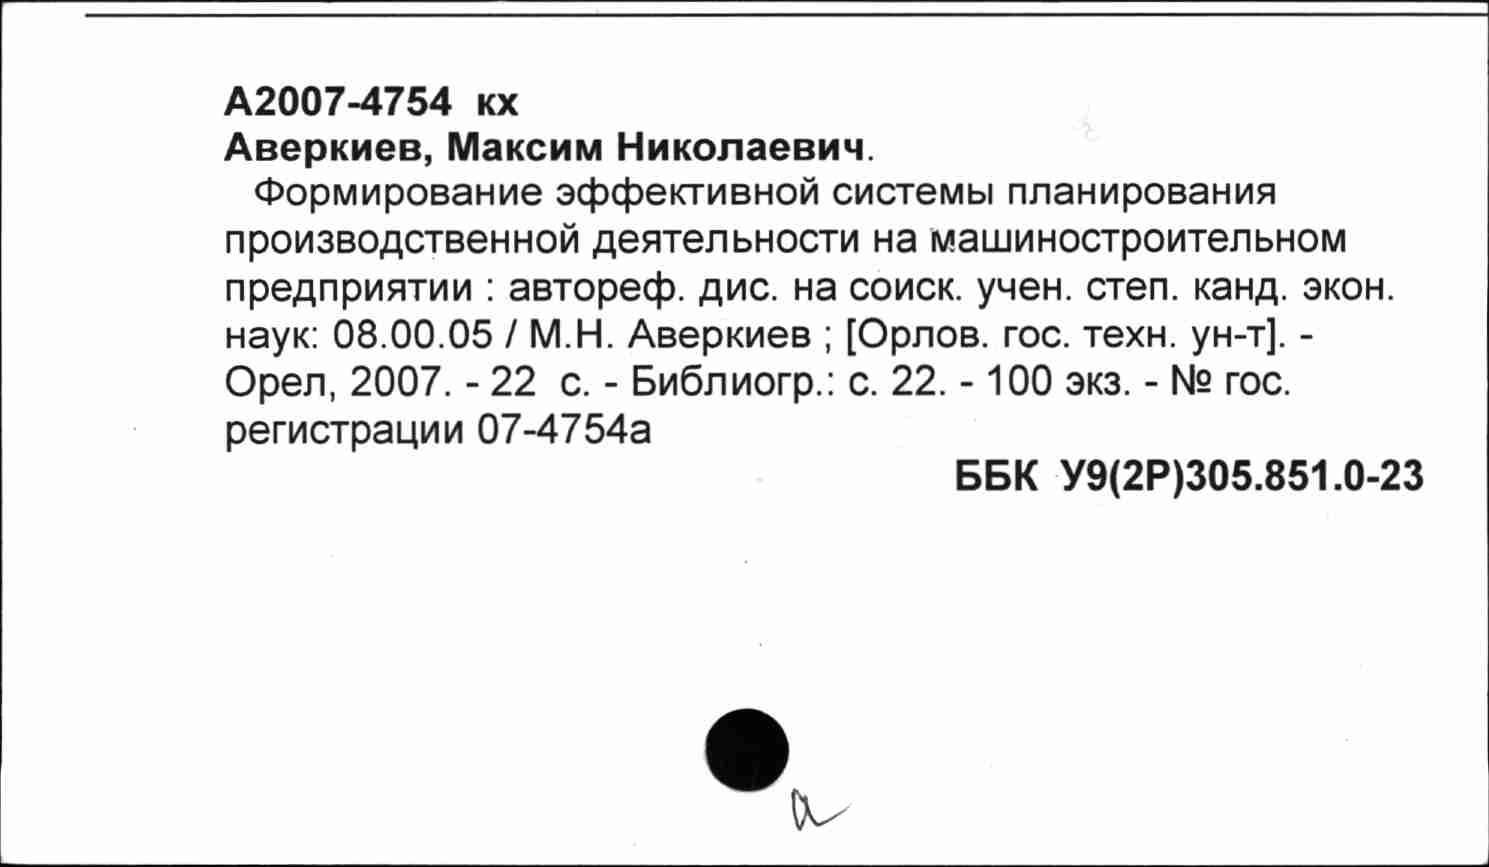 А2007-4754 кх
Аверкиев, Максим Николаевич.
Формирование эффективной системы планирования
производственной деятельности на машиностроительном
предприятии : автореф. дис. на соиск. учен. степ. канд. экон.
наук: 08.00.05 / М.Н. Аверкиев ; [Орлов. гос. техн. ун-т]. -
Орел, 2007. - 22 с. - Библиогр.: с. 22. - 100 экз. - № гос.
регистрации 07-4754а
ББК У9(2Р)305.851.0-23
а